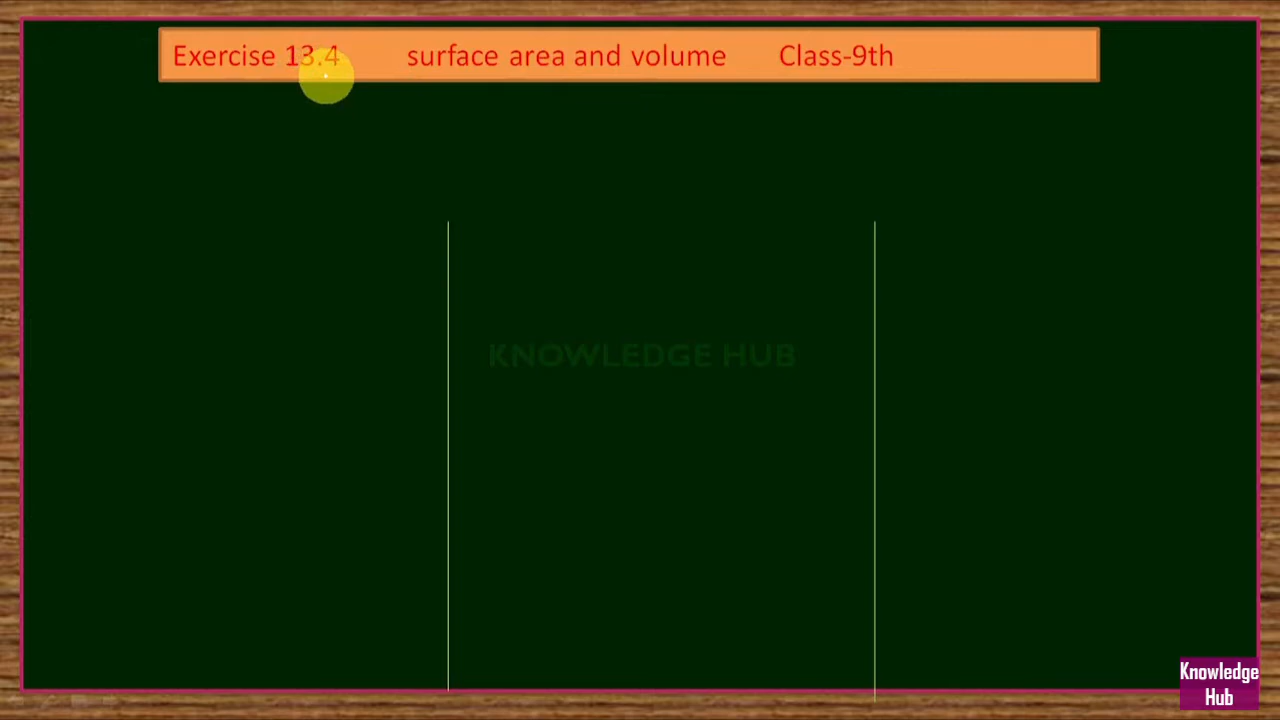 Exercise 13.4 surface area and volume Class-9th
KNOWLEDGE HUB
Knowledge
Hub